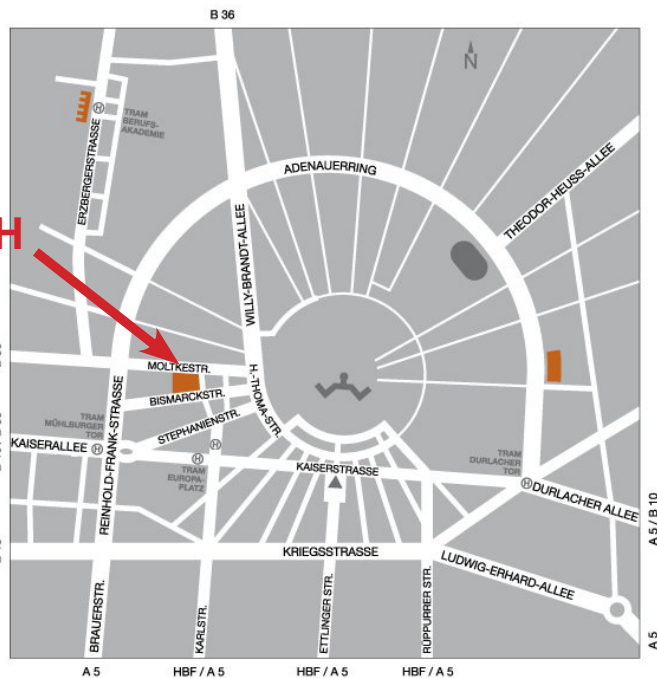 B 36
N
TRAM
BERUFS-
AKADEMIE
ERZBERGERSTRASSE
ADENAUERRING
THEODOR-HEUSS-ALLEE
WILLY-BRANDT-ALLEE
H
MOLTKESTR.
BISMARCKSTR.
STEPHANIENSTR.
H.-THOMA-STR.
REINHOLD-FRANK-STRASSE
TRAM
MÜHLBURGER
TOR
KAISERALLEE
H
H
H
H
H
TRAM
EUROPA-
PLATZ
KAISERSTRASSE
TRAM
DURLACHER
TOR
DURLACHER ALLEE
A 5 / B 10
KRIEGSSTRASSE
LUDWIG-ERHARD-ALLEE
BRAUERSTR.
KARLSTR.
ETTLINGER STR.
RÜPPURRER STR.
A 5
A 5
HBF / A 5
HBF / A 5
HBF / A 5